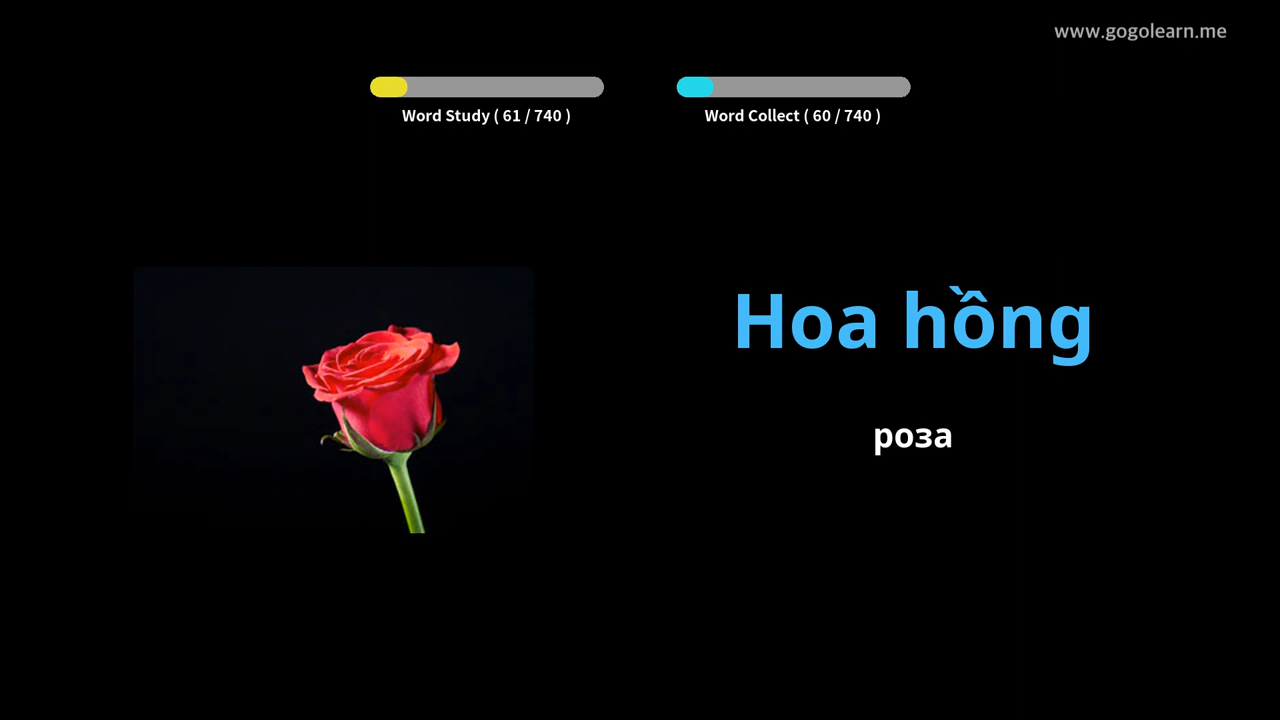 www.gogolearn.me
Word Study ( 61 / 740 )
Word Collect ( 60 / 740 )
Hoa hồng
роза